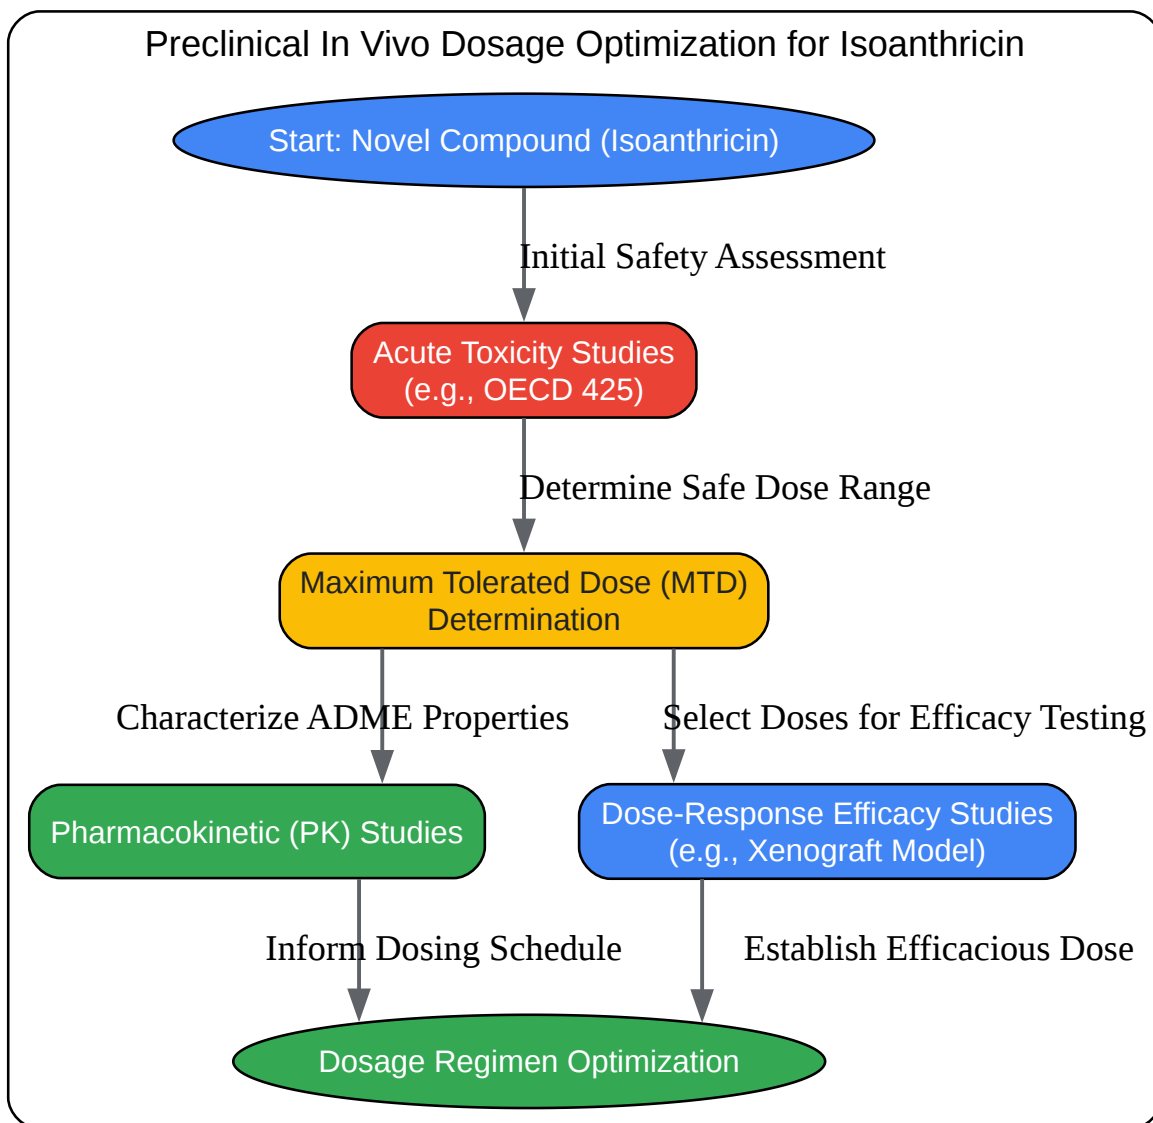 Preclinical In Vivo Dosage Optimization for Isoanthricin
Start: Novel Compound (Isoanthricin)
Initial Safety Assessment
Acute Toxicity Studies
(e.g., OECD 425)
Determine Safe Dose Range
Maximum Tolerated Dose (MTD)
Determination
Characterize ADME Properties
Select Doses for Efficacy Testing
Pharmacokinetic (PK) Studies
Dose-Response Efficacy Studies
(e.g., Xenograft Model)
Inform Dosing Schedule
Establish Efficacious Dose
Dosage Regimen Optimization